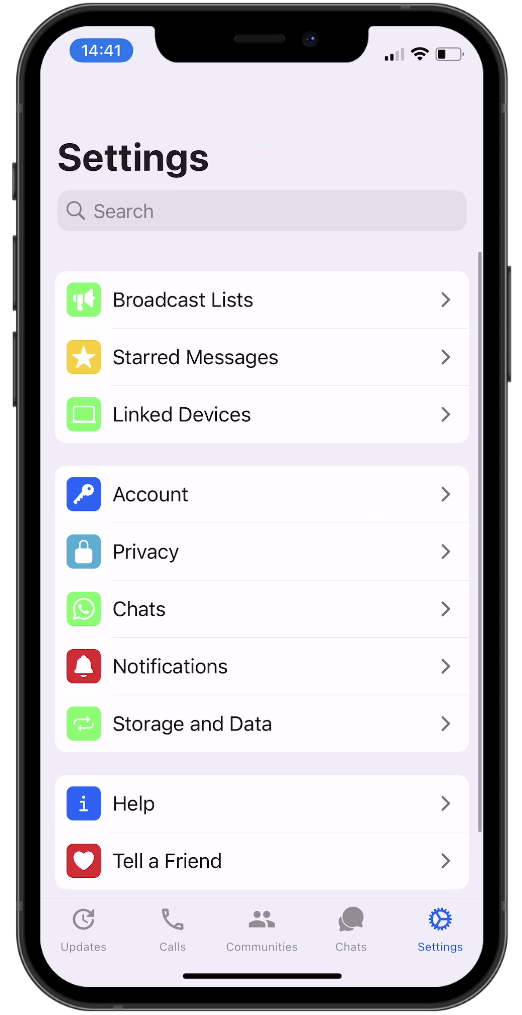 14:41
Settings
Search
Broadcast Lists
Starred Messages
Linked Devices
Account
Privacy
Chats
Notifications
Storage and Data
Help
Tell a Friend
Updates Calls Communities Chats Settings